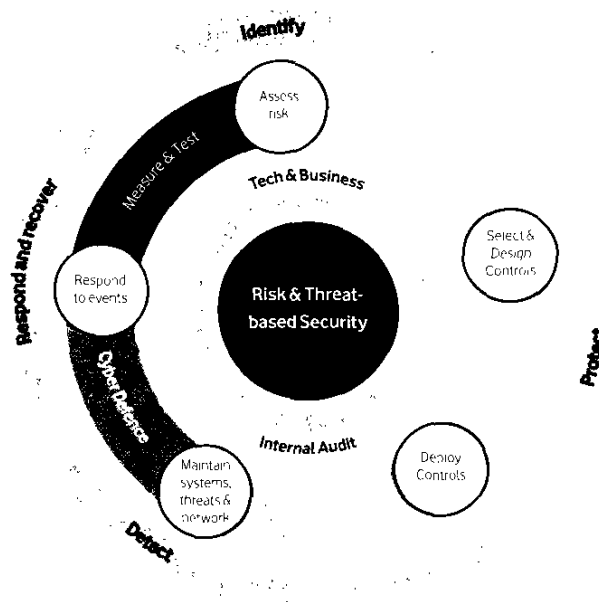 Identify
Assess
risk
Measure & Test
Tech & Business
Respond and recover
Select &
Design
Controls
Respond
to events
Risk & Threat-
based Security
Protect
Cyber Defence
Internal Audit
Deploy
Controls
Maintain
systems,
threats &
network
Detect